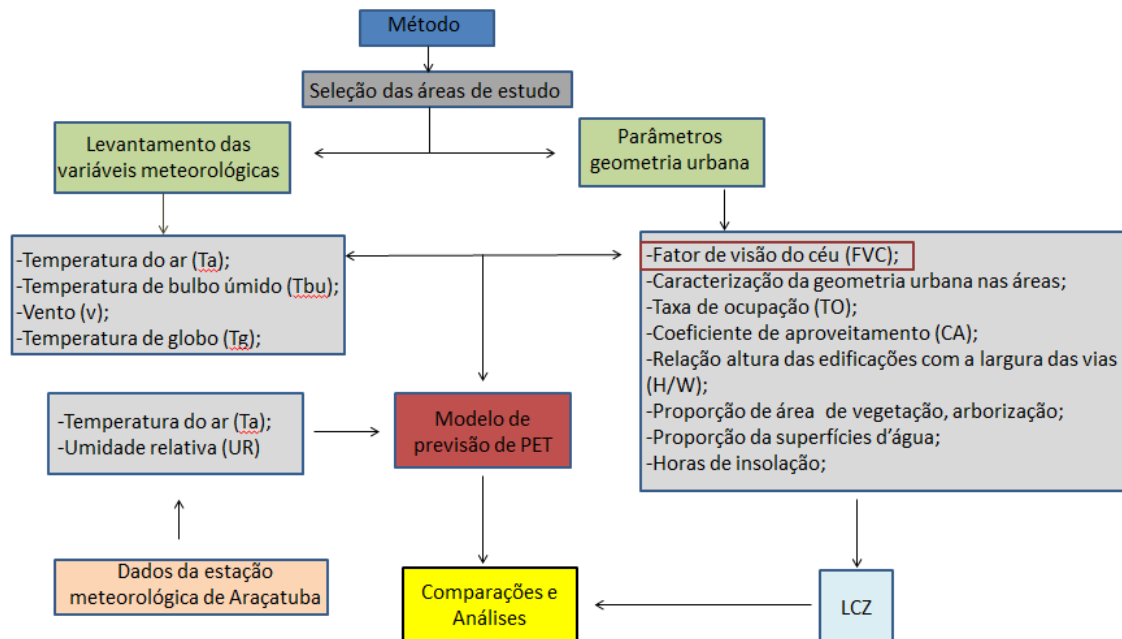 Método
Seleção das áreas de estudo
Levantamento das
variáveis meteorológicas
Parâmetros
geometria urbana
-Temperatura do ar (Ta);
-Temperatura de bulbo úmido (Tbu);
-Vento (v);
-Temperatura de globo (Tg);
-Fator de visão do céu (FVC);
-Caracterização da geometria urbana nas áreas;
-Taxa de ocupação (TO);
-Coeficiente de aproveitamento (CA);
-Relação altura das edificações com a largura das vias
(H/W);
-Proporção de área de vegetação, arborização;
-Proporção da superfícies d’água;
-Horas de insolação;
-Temperatura do ar (Ta);
-Umidade relativa (UR)
Modelo de
previsão de PET
Dados da estação
meteorológica de Araçatuba
Comparações e
Análises
LCZ